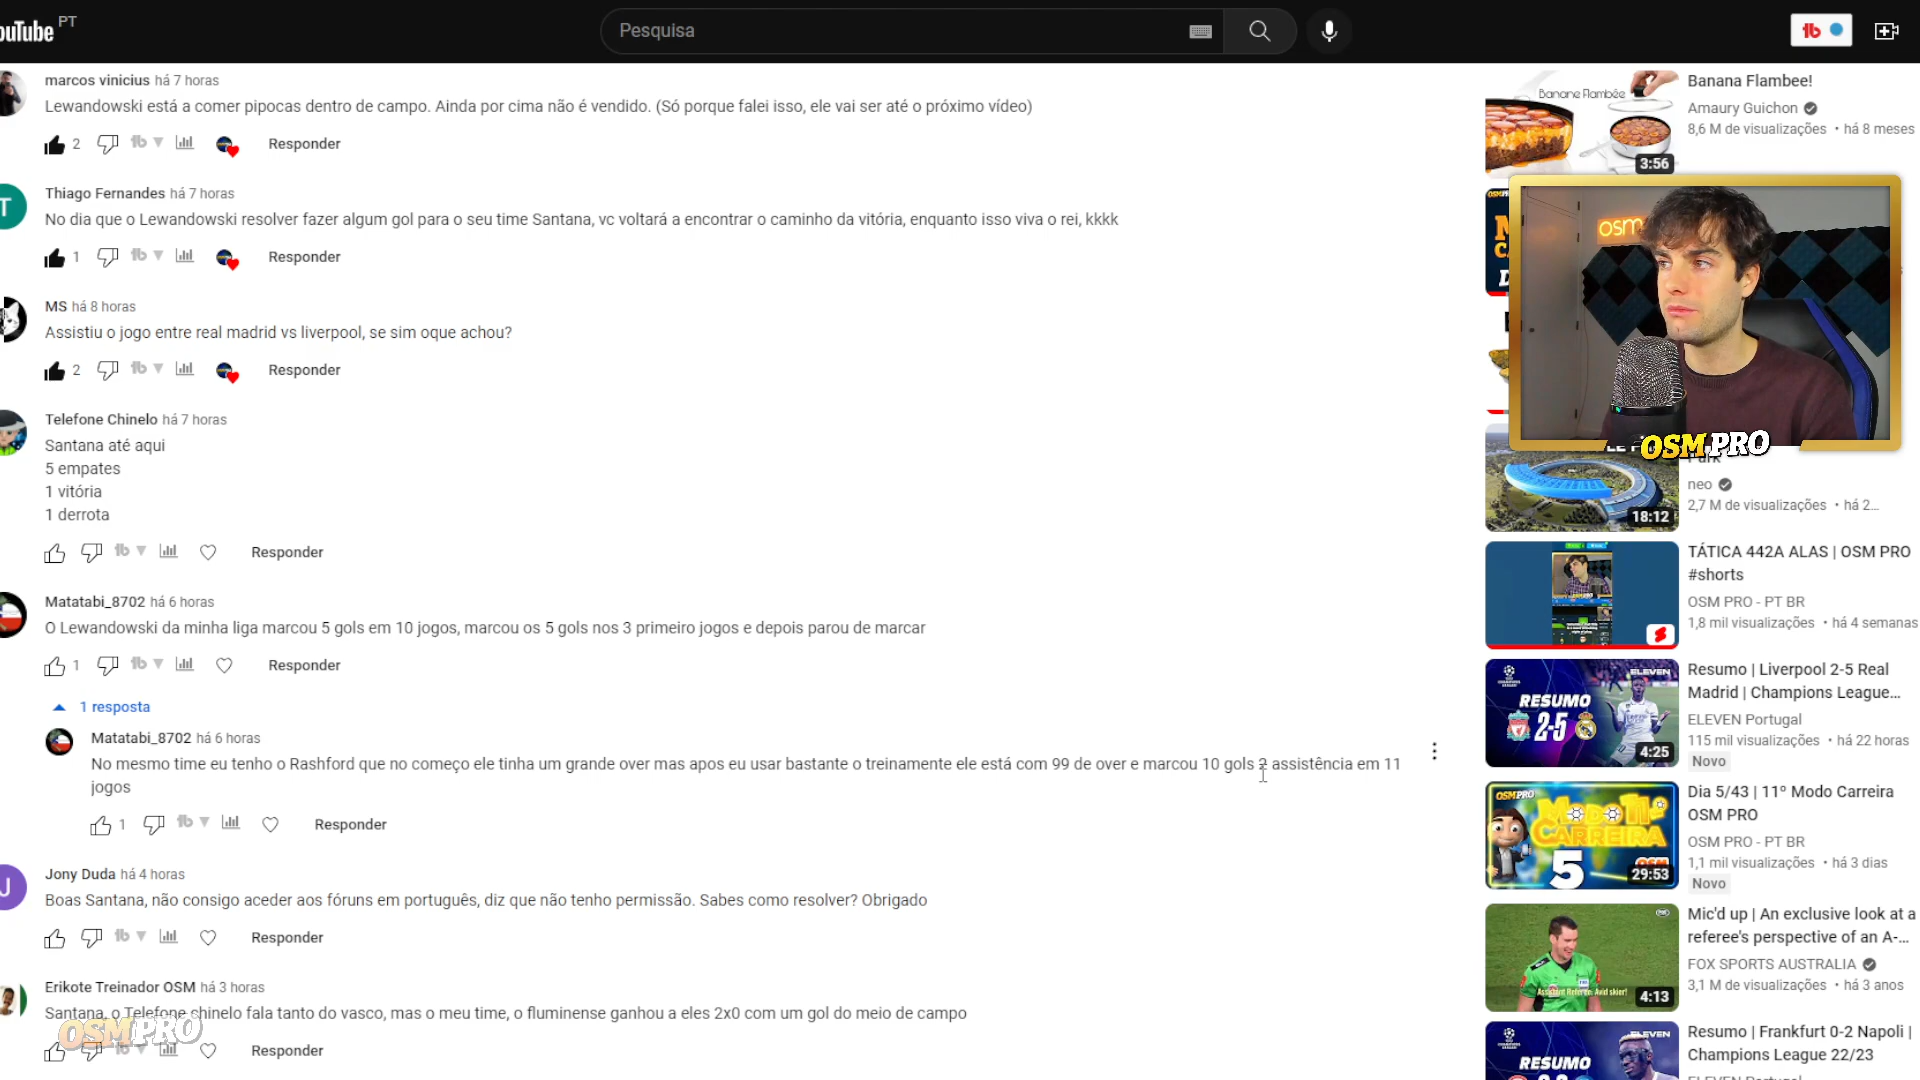 ouTube PT
Pesquisa
marcos vinicius há 7 horas
Lewandowski está a comer pipocas dentro de campo. Ainda por cima não é vendido. (Só porque falei isso, ele vai ser até o próximo vídeo)
2 Responder
Thiago Fernandes há 7 horas
No dia que o Lewandowski resolver fazer algum gol para o seu time Santana, vc voltará a encontrar o caminho da vitória, enquanto isso viva o rei, kkkk
1 Responder
MS há 8 horas
Assistiu o jogo entre real madrid vs liverpool, se sim oque achou?
2 Responder
Telefone Chinelo há 7 horas
Santana até aqui
5 empates
1 vitória
1 derrota
Responder
Matatabi_8702 há 6 horas
O Lewandowski da minha liga marcou 5 gols em 10 jogos, marcou os 5 gols nos 3 primeiro jogos e depois parou de marcar
1 Responder
1 resposta
Matatabi_8702 há 6 horas
No mesmo time eu tenho o Rashford que no começo ele tinha um grande over mas apos eu usar bastante o treinamente ele está com 99 de over e marcou 10 gols 2 assistência em 11
jogos
1 Responder
Jony Duda há 4 horas
Boas Santana, não consigo aceder aos fóruns em português, diz que não tenho permissão. Sabes como resolver? Obrigado
Responder
Erikote Treinador OSM há 3 horas
Santana, o Telefone chinelo fala tanto do vasco, mas o meu time, o fluminense ganhou a eles 2x0 com um gol do meio de campo
OSM PRO
Responder
Banane Flambée
3:56
Banana Flambee!
Amaury Guichon
8,6 M de visualizações • há 8 meses
osm
OSM PRO
neo
2,7 M de visualizações • há 2...
18:12
TÁTICA 442A ALAS | OSM PRO
#shorts
OSM PRO - PT BR
1,8 mil visualizações • há 4 semanas
ELEVEN
RESUMO
2-5
4:25
Resumo | Liverpool 2-5 Real
Madrid | Champions League...
ELEVEN Portugal
115 mil visualizações • há 22 horas
Novo
OSM PRO
MODO 11º
CARREIRA
5
OSM
29:53
Dia 5/43 | 11º Modo Carreira
OSM PRO
OSM PRO - PT BR
1,1 mil visualizações • há 3 dias
Novo
Assistant Referee: Avid skier!
4:13
Mic'd up | An exclusive look at a
referee's perspective of an A-...
FOX SPORTS AUSTRALIA
3,1 M de visualizações • há 3 anos
ELEVEN
RESUMO
Resumo | Frankfurt 0-2 Napoli |
Champions League 22/23